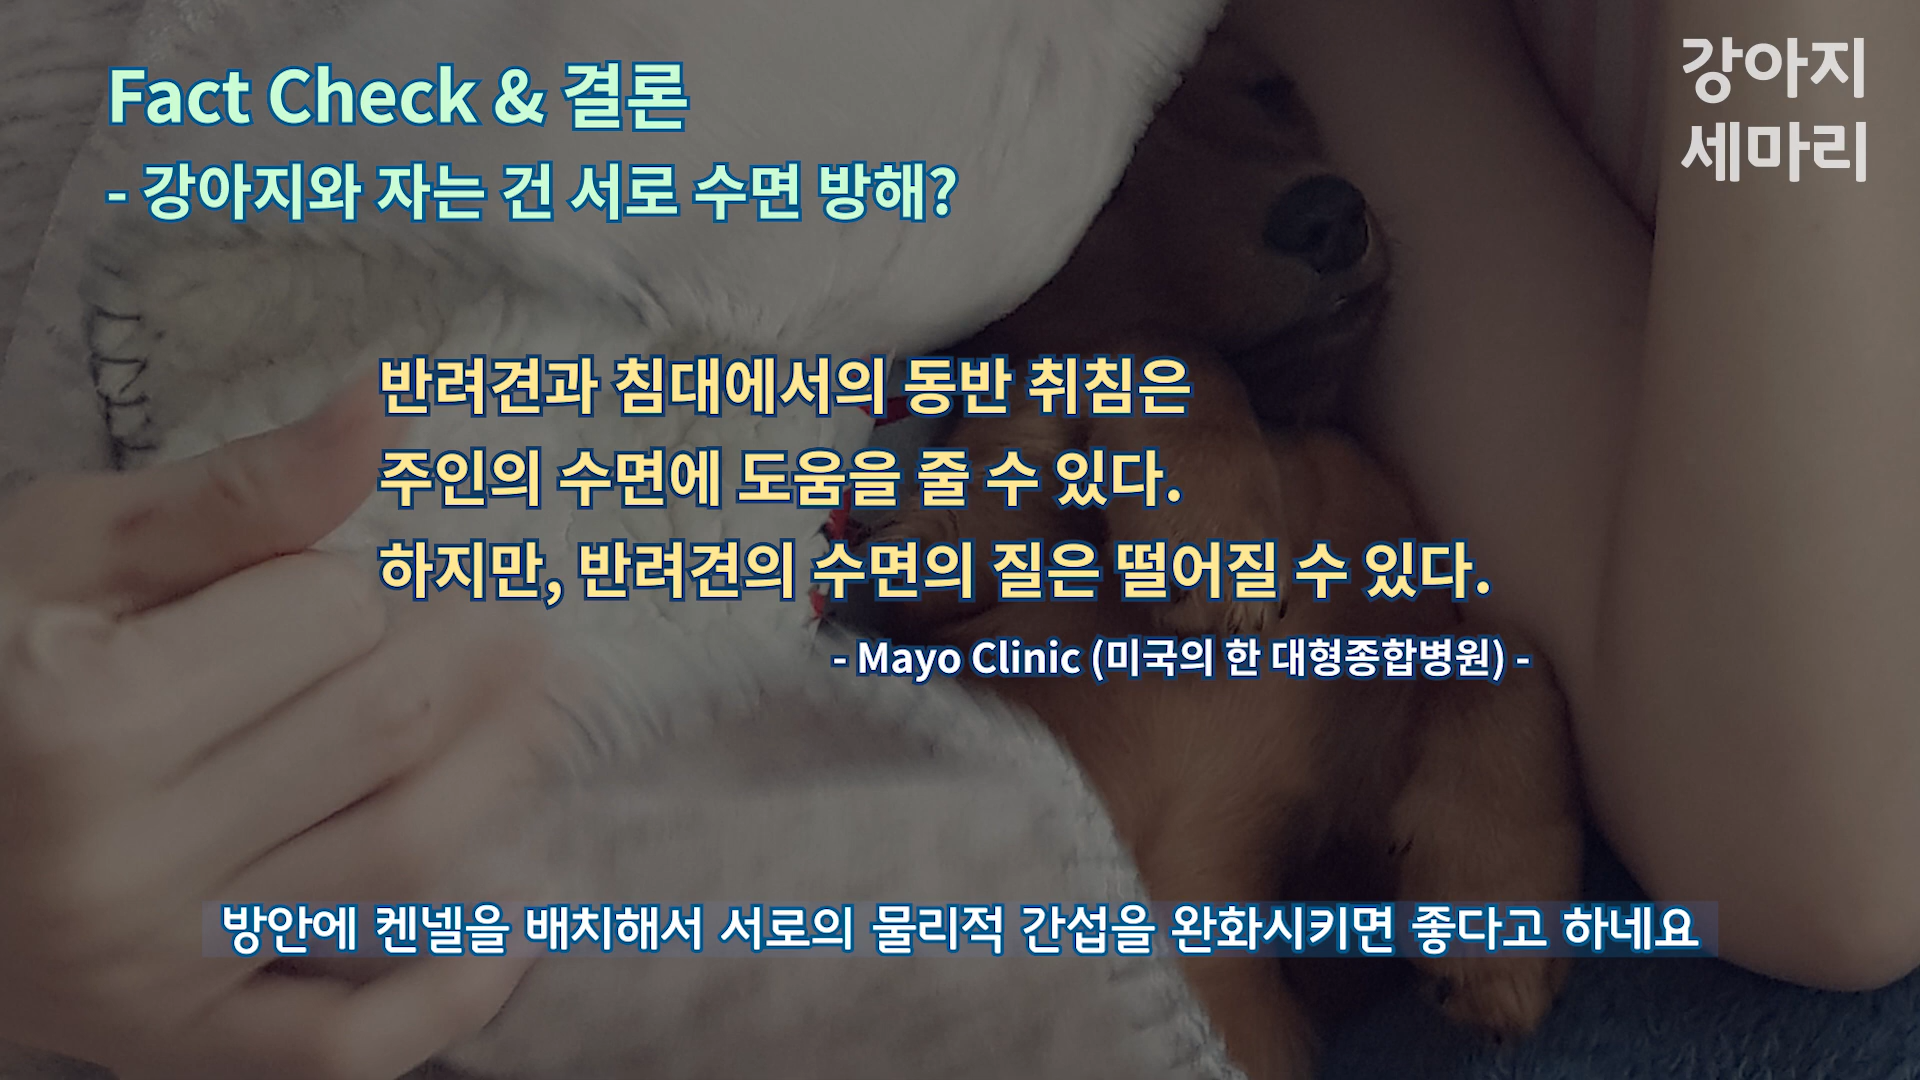 Fact Check & 결론
- 강아지와 자는 건 서로 수면 방해?
강아지
세마리
반려견과 침대에서의 동반 취침은
주인의 수면에 도움을 줄 수 있다.
하지만, 반려견의 수면의 질은 떨어질 수 있다.
- Mayo Clinic (미국의 한 대형종합병원) -
방안에 켄넬을 배치해서 서로의 물리적 간섭을 완화시키면 좋다고 하네요